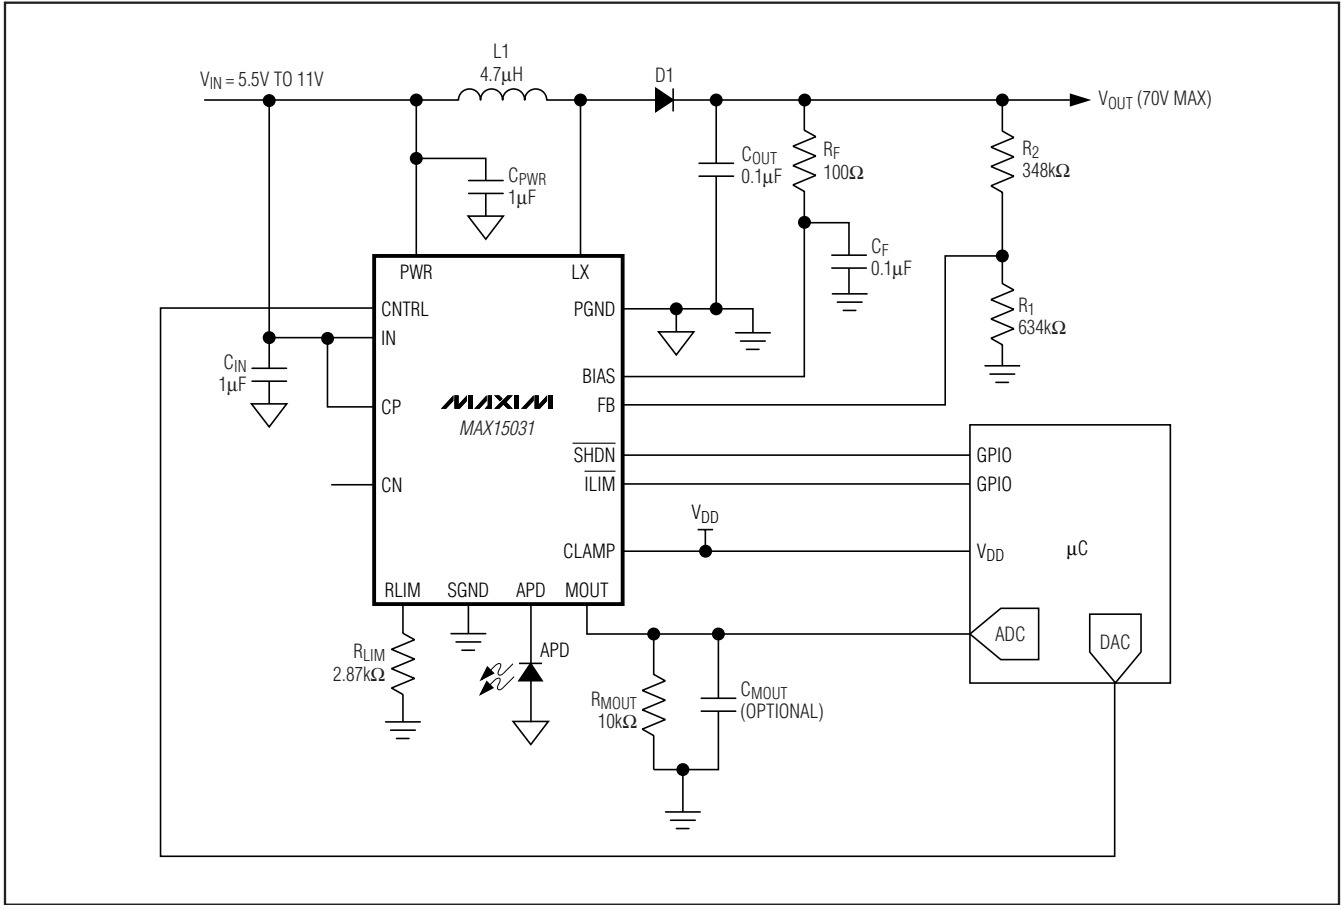 L1
4.7µH
D1
V_IN = 5.5V TO 11V
V_OUT (70V MAX)
C_PWR
1µF
C_OUT
0.1µF
R_F
100Ω
R_2
348kΩ
C_F
0.1µF
PWR
LX
CNTRL
PGND
R_1
634kΩ
IN
C_IN
1µF
BIAS
CP
MAXIM
FB
MAX15031
SHDN
GPIO
CN
ILIM
GPIO
V_DD
CLAMP
V_DD
µC
RLIM
SGND
APD
MOUT
ADC
DAC
R_LIM
2.87kΩ
APD
R_MOUT
10kΩ
C_MOUT
(OPTIONAL)